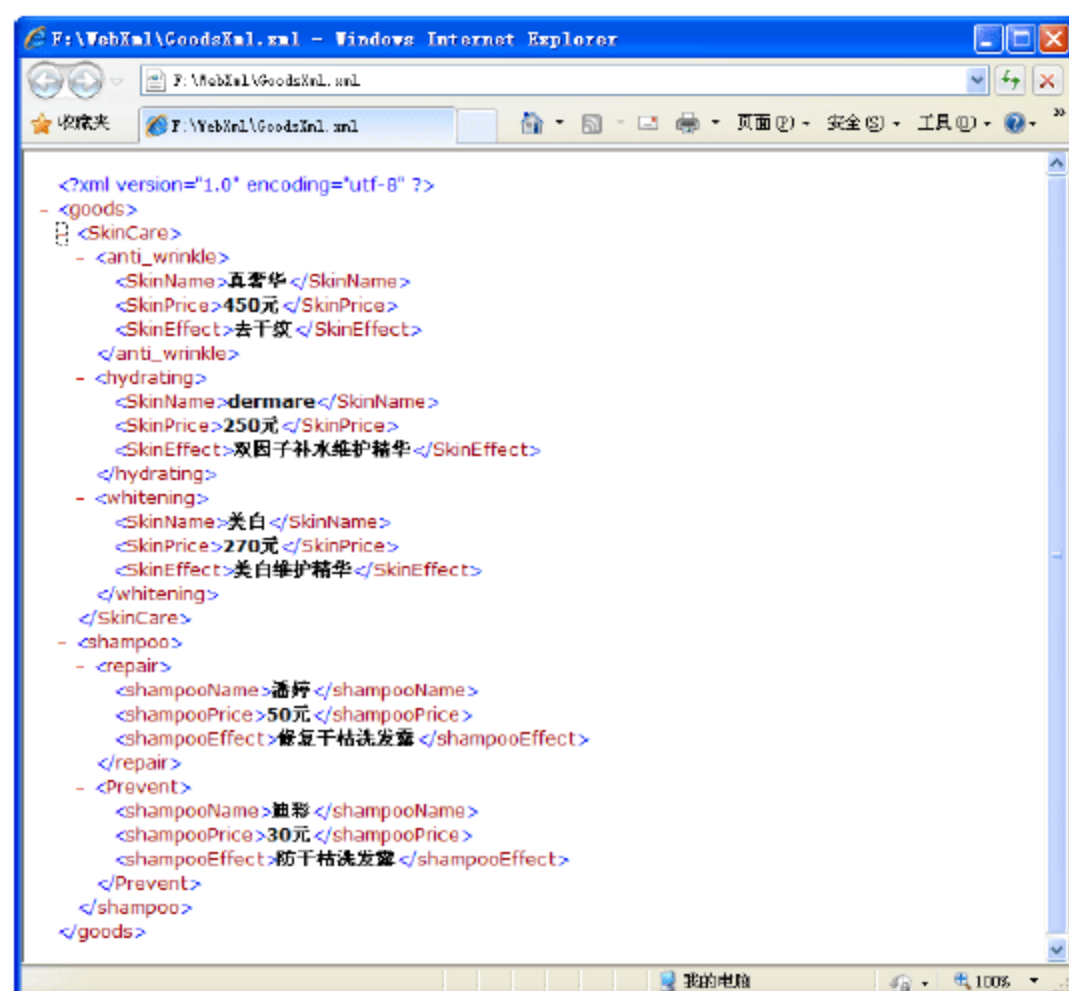 F:\WebXml\GoodsXml.xml - Windows Internet Explorer
F:\WebXml\GoodsXml.xml
收藏夹 F:\WebXml\GoodsXml.xml 页面(P) 安全(S) 工具(O) »
<?xml version="1.0" encoding="utf-8" ?>
- <goods>
- <SkinCare>
- <anti_wrinkle>
<SkinName>真奢华</SkinName>
<SkinPrice>450元</SkinPrice>
<SkinEffect>去干纹</SkinEffect>
</anti_wrinkle>
- <hydrating>
<SkinName>dermare</SkinName>
<SkinPrice>250元</SkinPrice>
<SkinEffect>双因子补水维护精华</SkinEffect>
</hydrating>
- <whitening>
<SkinName>美白</SkinName>
<SkinPrice>270元</SkinPrice>
<SkinEffect>美白维护精华</SkinEffect>
</whitening>
</SkinCare>
- <shampoo>
- <repair>
<shampooName>潘婷</shampooName>
<shampooPrice>50元</shampooPrice>
<shampooEffect>修复干枯洗发露</shampooEffect>
</repair>
- <Prevent>
<shampooName>迪彩</shampooName>
<shampooPrice>30元</shampooPrice>
<shampooEffect>防干枯洗发露</shampooEffect>
</Prevent>
</shampoo>
</goods>
我的电脑 100%